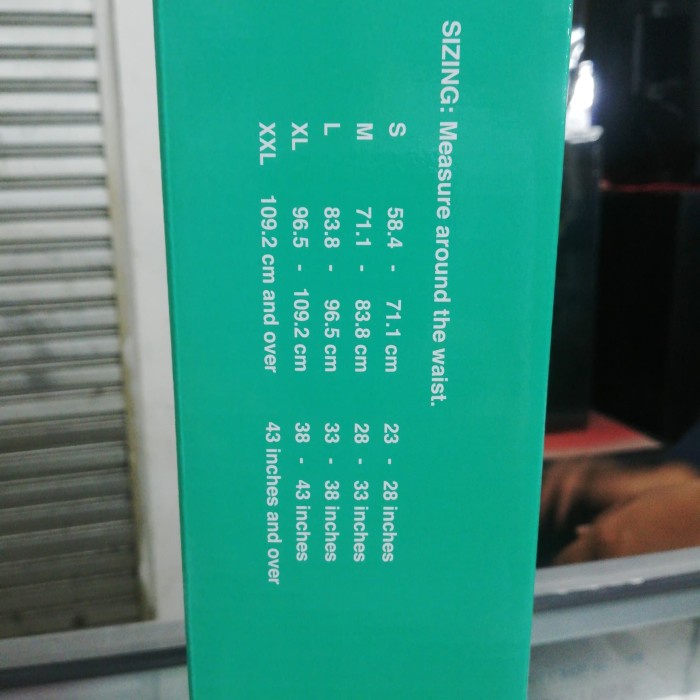 SIZING: Measure around the waist.
S 58.4 - 71.1 cm 23 - 28 inches
M 71.1 - 83.8 cm 28 - 33 inches
L 83.8 - 96.5 cm 33 - 38 inches
XL 96.5 - 109.2 cm 38 - 43 inches
XXL 109.2 cm and over 43 inches and over